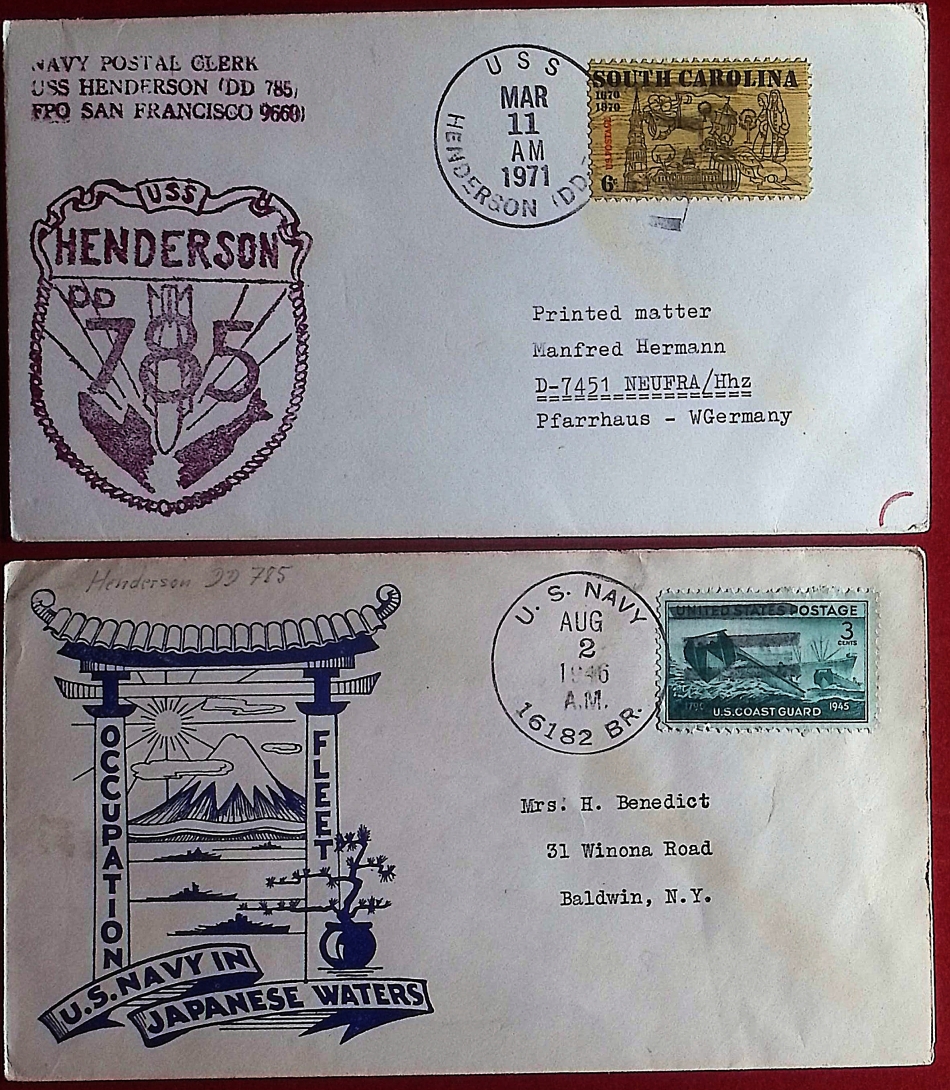 NAVY POSTAL CLERK
USS HENDERSON (DD 785)
FPO SAN FRANCISCO 96601
USS
MAR
11
AM
1971
HENDERSON (DD-
SOUTH CAROLINA
1670
1970
U.S. POSTAGE
6c
USS
HENDERSON
DD
785
Printed matter
Manfred Hermann
D-7451 NEUFRA/Hhz
Pfarrhaus - WGermany
Henderson DD 785
OCCUPATION
FLEET
U.S. NAVY IN
JAPANESE WATERS
U. S. NAVY
AUG
2
1946
A.M.
16182 BR.
UNITED STATES POSTAGE
3
CENTS
1790
U.S. COAST GUARD
1945
Mrs. H. Benedict
31 Winona Road
Baldwin, N.Y.